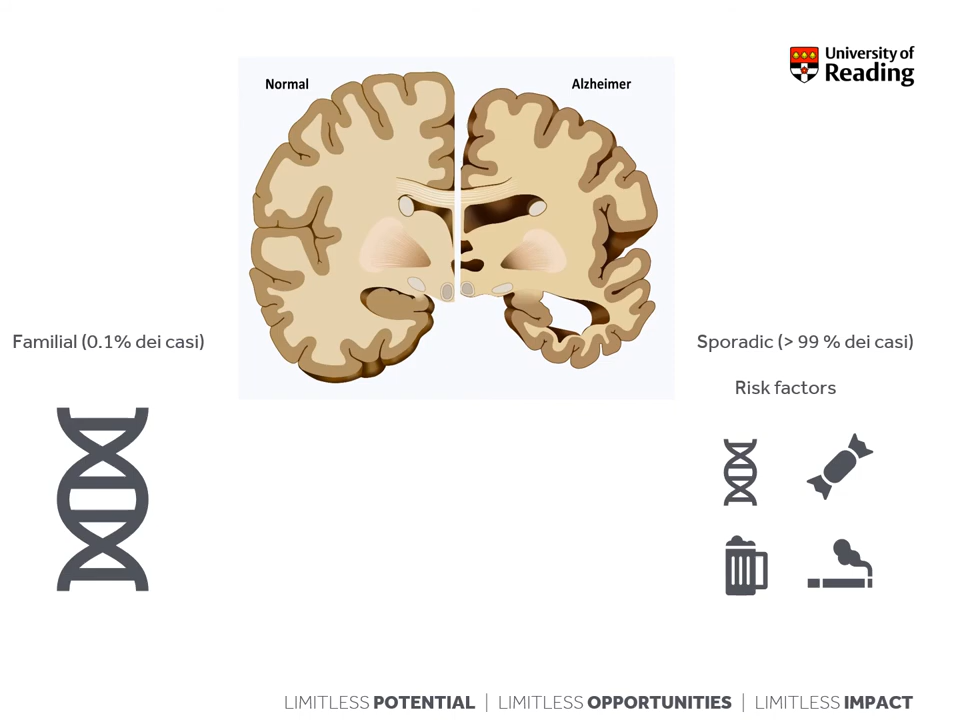 University of
Reading
Normal
Alzheimer
Familial (0.1% dei casi)
Sporadic (> 99 % dei casi)
Risk factors
LIMITLESS POTENTIAL | LIMITLESS OPPORTUNITIES | LIMITLESS IMPACT